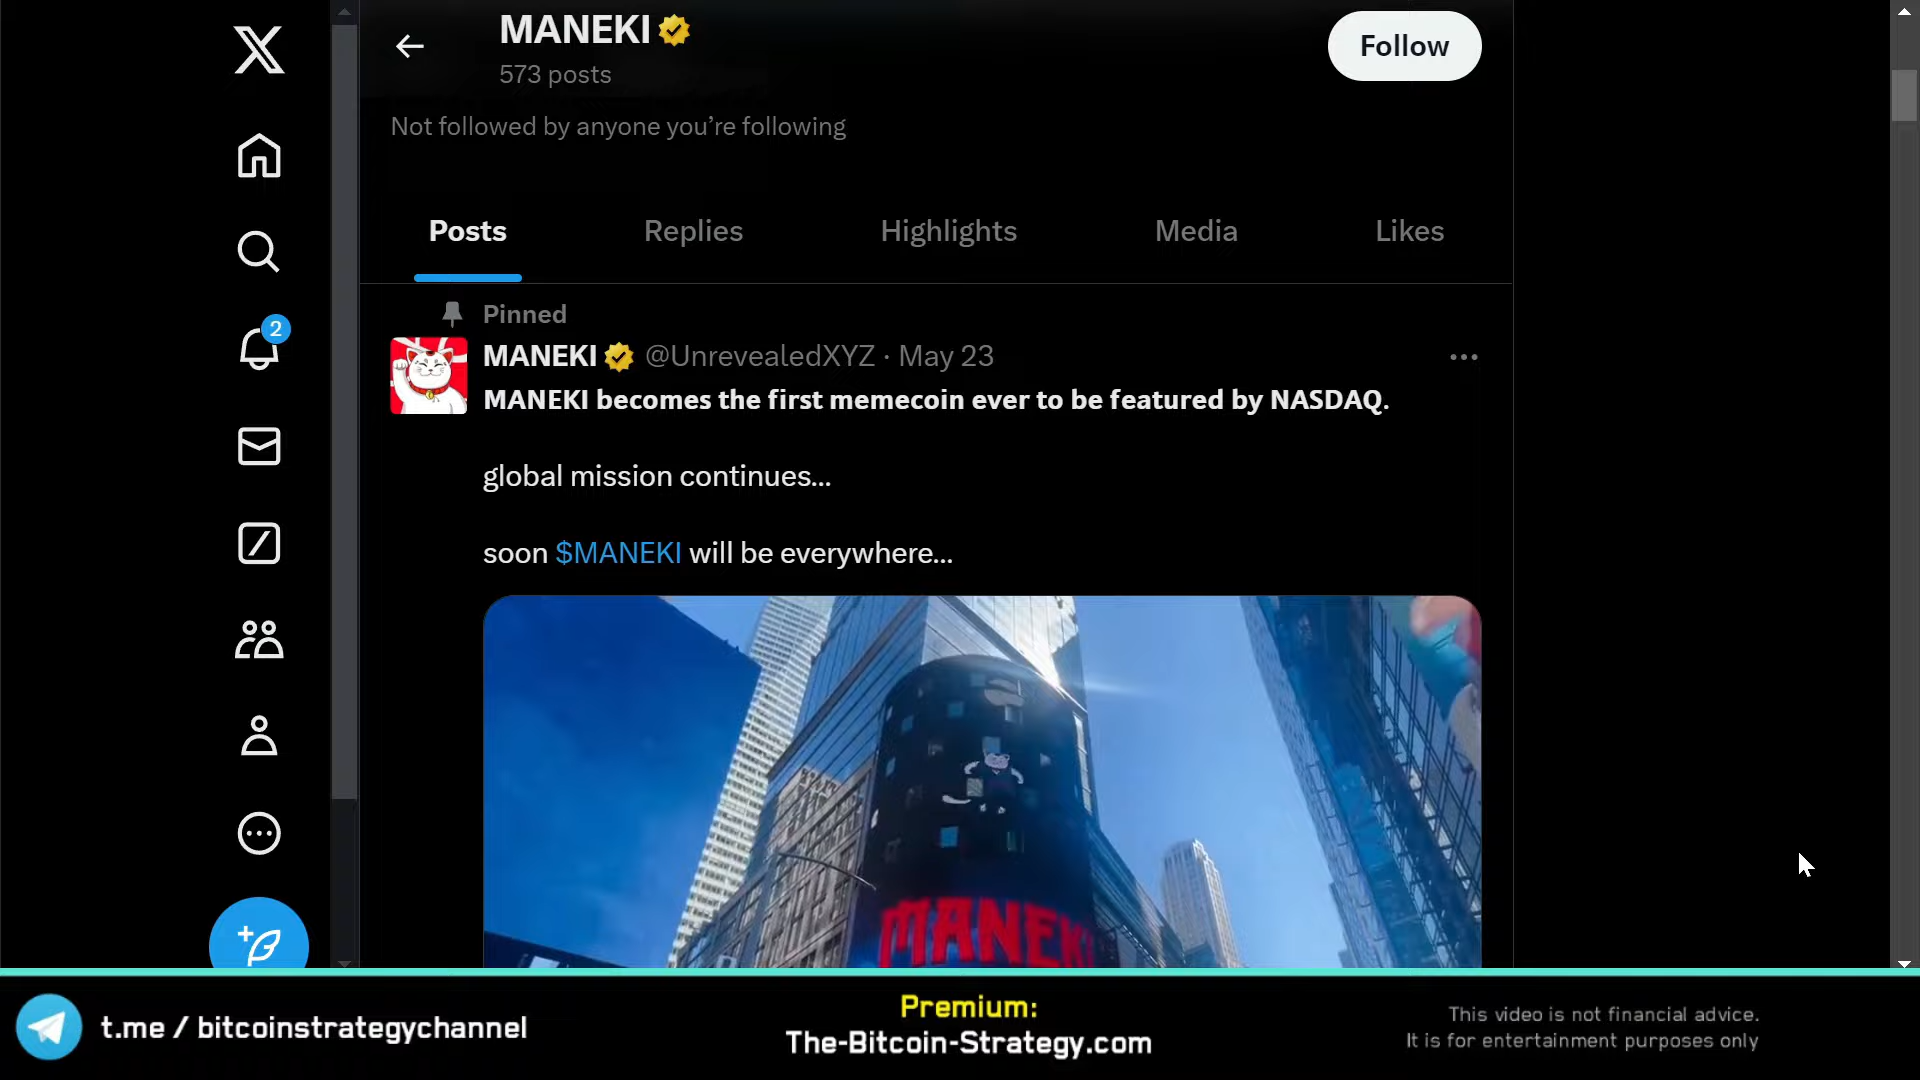 MANEKI
573 posts
Follow
Not followed by anyone you’re following
Posts Replies Highlights Media Likes
2
Pinned
MANEKI @UnrevealedXYZ · May 23
MANEKI becomes the first memecoin ever to be featured by NASDAQ.
global mission continues...
soon $MANEKI will be everywhere...
MANEKI
t.me / bitcoinstrategychannel
Premium:
The-Bitcoin-Strategy.com
This video is not financial advice.
It is for entertainment purposes only